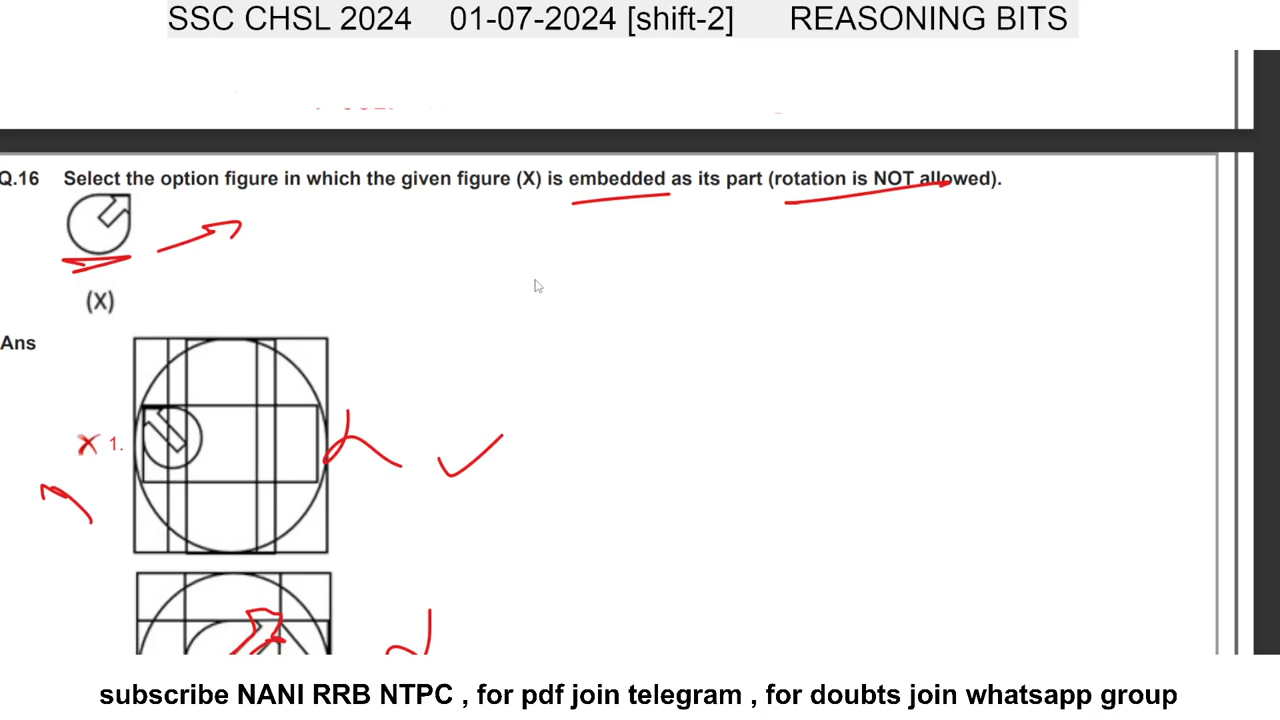 SSC CHSL 2024 01-07-2024 [shift-2] REASONING BITS
Q.16 Select the option figure in which the given figure (X) is embedded as its part (rotation is NOT allowed).
(X)
Ans
X 1.
subscribe NANI RRB NTPC , for pdf join telegram , for doubts join whatsapp group